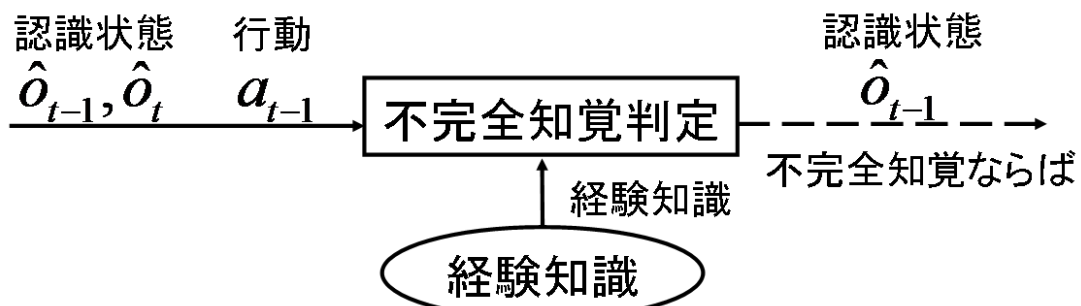 認識状態 行動
ô_{t-1}, ô_t a_{t-1}
不完全知覚判定
認識状態
ô_{t-1}
不完全知覚ならば
経験知識
経験知識